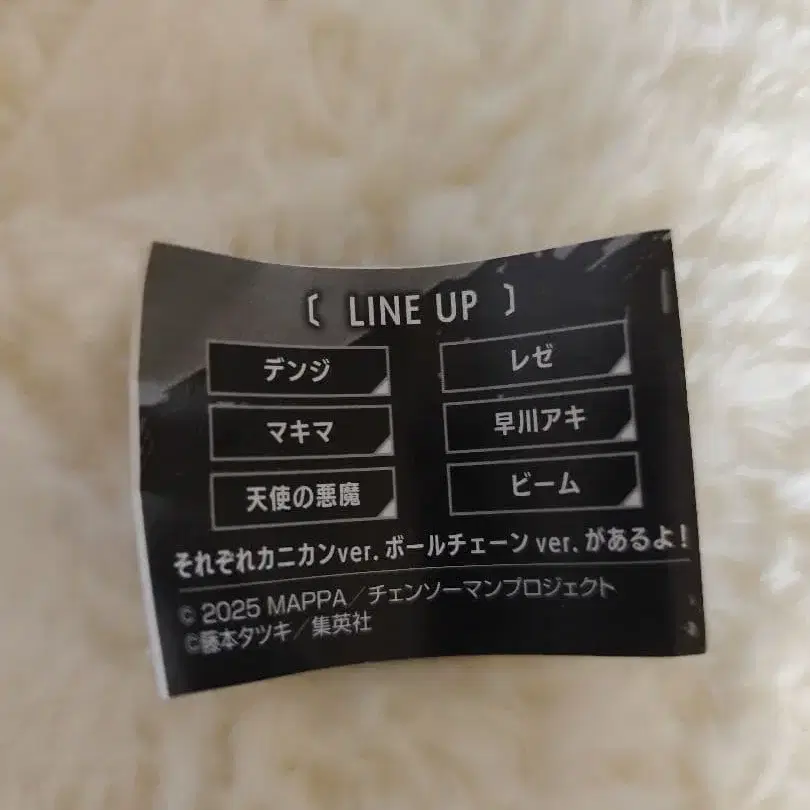 〔 LINE UP 〕
デンジ レゼ
マキマ 早川アキ
天使の悪魔 ビーム
それぞれカニカンver. ボールチェーン ver. があるよ!
© 2025 MAPPA／チェンソーマンプロジェクト
©藤本タツキ／集英社